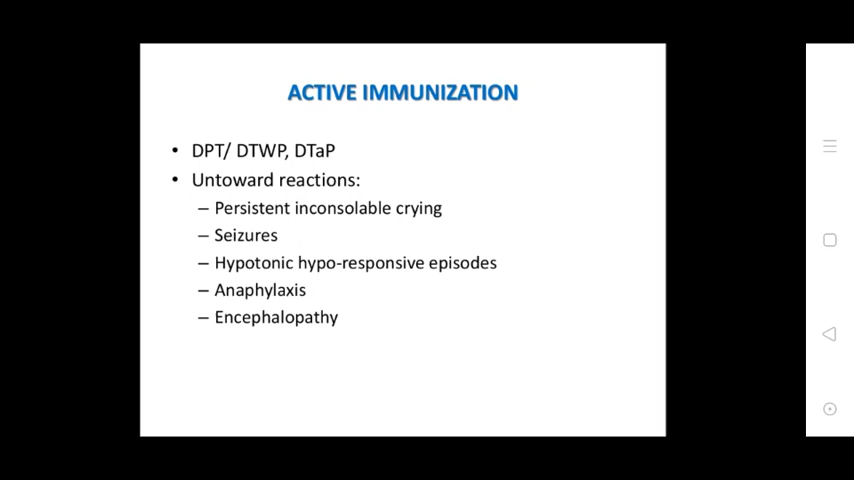 ACTIVE IMMUNIZATION
• DPT/ DTWP, DTaP
• Untoward reactions:
– Persistent inconsolable crying
– Seizures
– Hypotonic hypo-responsive episodes
– Anaphylaxis
– Encephalopathy